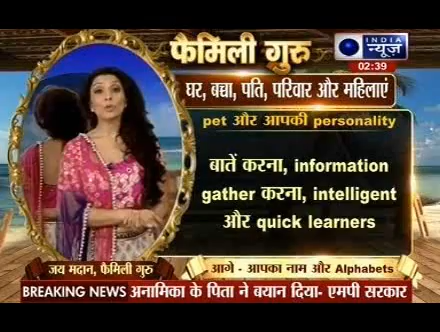 फैमिली गुरु
INDIA
न्यूज़
02:39
घर, बच्चा, पति, परिवार और महिलाएं
pet और आपकी personality
बातें करना, information
gather करना, intelligent
और quick learners
जय मदान, फैमिली गुरु
आगे - आपका नाम और Alphabets
BREAKING NEWS अनामिका के पिता ने बयान दिया- एमपी सरकार